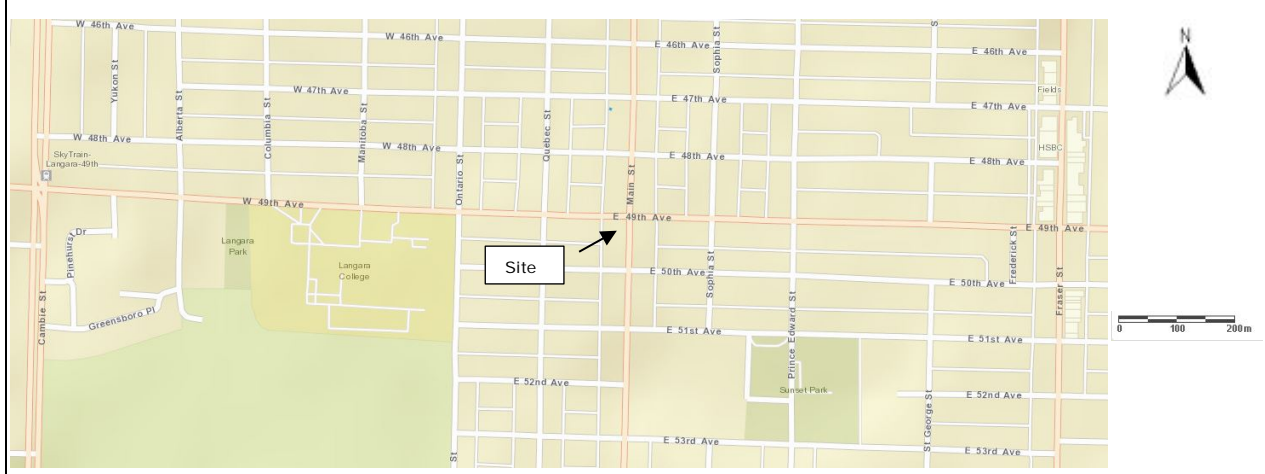 W 46th Ave
W 46th Ave
E 46th Ave
E 46th Ave
N
Yukon St
Alberta St
Sophia St
S
Fields
W 47th Ave
E 47th Ave
E 47th Ave
Columbia St
Manitoba St
Quebec St
W 48th Ave
W 48th Ave
E 48th Ave
E 48th Ave
HSBC
SkyTrain-
Langara-49th
Ontario St
Main St
W 49th Ave
E 49th Ave
E 49th Ave
Pinehurst Dr
Langara
Park
Langara
College
Site
Sophia St
Frederick St
E 50th Ave
E 50th Ave
Cambie St
Greensboro Pl
Prince Edward St
Fraser St
0 100 200m
E 51st Ave
E 51st Ave
E 52nd Ave
Sunset Park
E 52nd Ave
St
St George St
E 53rd Ave
E 53rd Ave